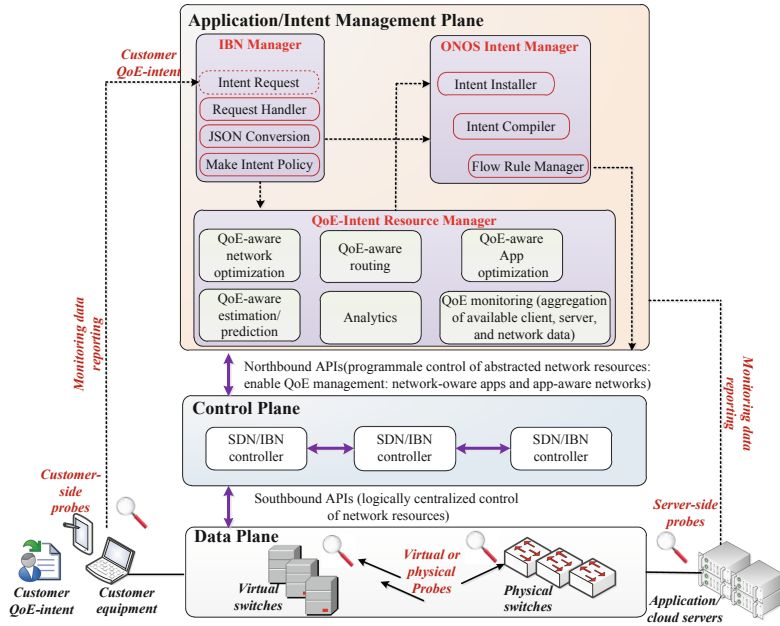 Application/Intent Management Plane
Customer
QoE-intent
IBN Manager
Intent Request
Request Handler
JSON Conversion
Make Intent Policy
ONOS Intent Manager
Intent Installer
Intent Compiler
Flow Rule Manager
QoE-Intent Resource Manager
QoE-aware
network
optimization
QoE-aware
routing
QoE-aware
App
optimization
QoE-aware
estimation/
prediction
Analytics
QoE monitoring (aggregation
of available client, server,
and network data)
Monitoring data
reporting
Monitoring data
reporting
Northbound APIs(programmale control of abstracted network resources:
enable QoE management: network-oware apps and app-aware networks)
Control Plane
SDN/IBN
controller
SDN/IBN
controller
SDN/IBN
controller
Southbound APIs (logically centralized control
of network resources)
Customer-
side
probes
Server-side
probes
Data Plane
Virtual
switches
Virtual or
physical
Probes
Physical
switches
Customer
QoE-intent
Customer
equipment
Application/
cloud servers